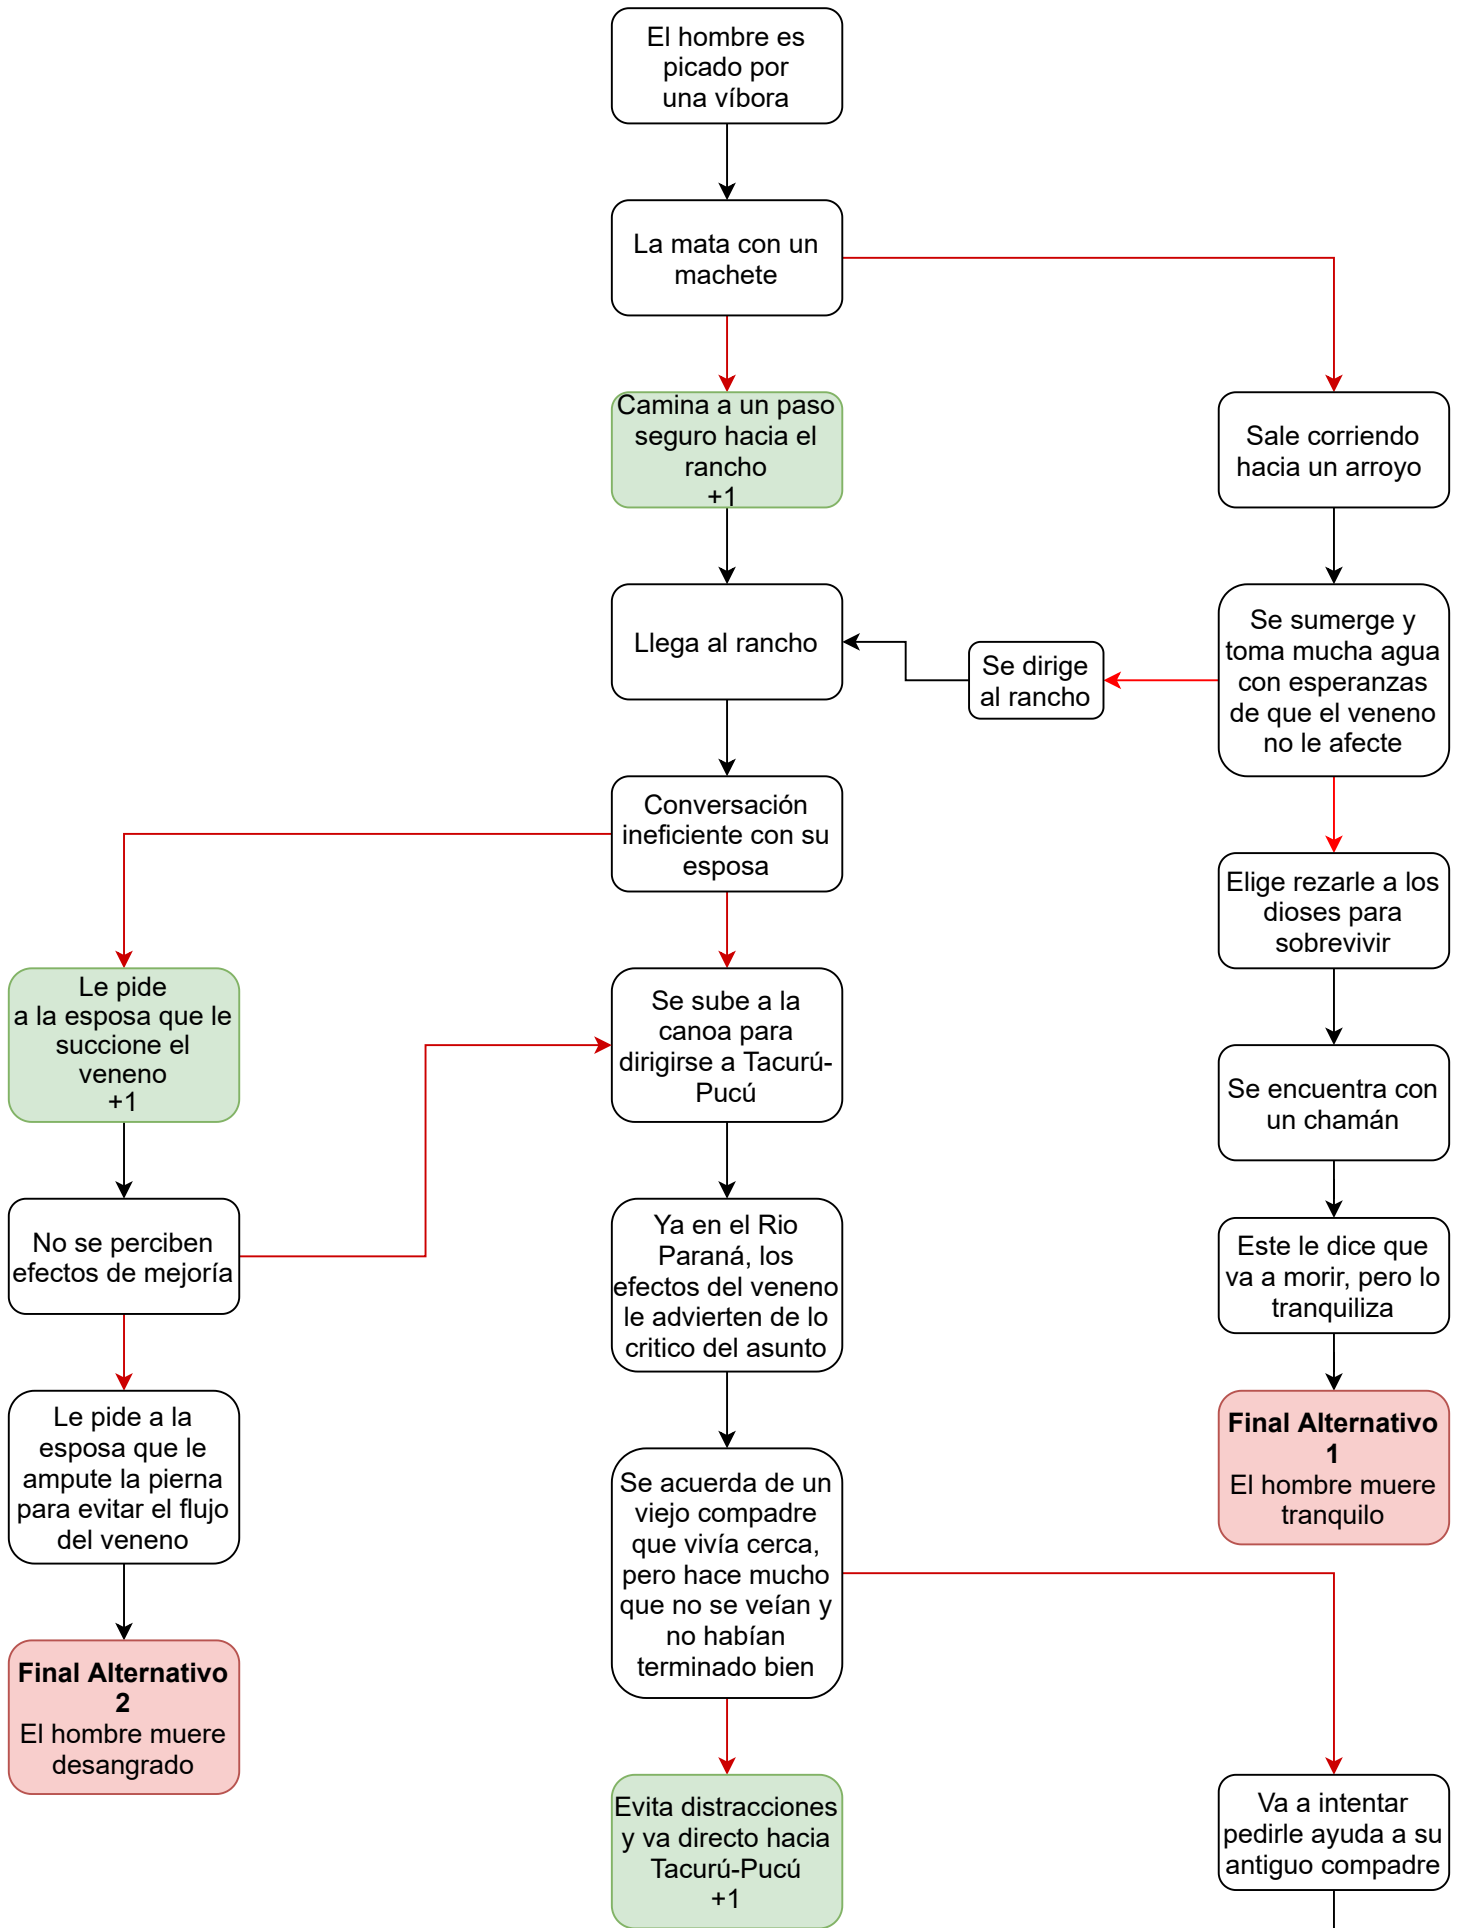 El hombre es
picado por
una víbora
La mata con un
machete
Camina a un paso
seguro hacia el
rancho
+1
Sale corriendo
hacia un arroyo
Llega al rancho
Se dirige
al rancho
Se sumerge y
toma mucha agua
con esperanzas
de que el veneno
no le afecte
Conversación
ineficiente con su
esposa
Elige rezarle a los
dioses para
sobrevivir
Le pide
a la esposa que le
succione el
veneno
+1
Se sube a la
canoa para
dirigirse a Tacurú-
Pucú
Se encuentra con
un chamán
No se perciben
efectos de mejoría
Ya en el Rio
Paraná, los
efectos del veneno
le advierten de lo
critico del asunto
Este le dice que
va a morir, pero lo
tranquiliza
Le pide a la
esposa que le
ampute la pierna
para evitar el flujo
del veneno
Se acuerda de un
viejo compadre
que vivía cerca,
pero hace mucho
que no se veían y
no habían
terminado bien
Final Alternativo
1
El hombre muere
tranquilo
Final Alternativo
2
El hombre muere
desangrado
Evita distracciones
y va directo hacia
Tacurú-Pucú
+1
Va a intentar
pedirle ayuda a su
antiguo compadre